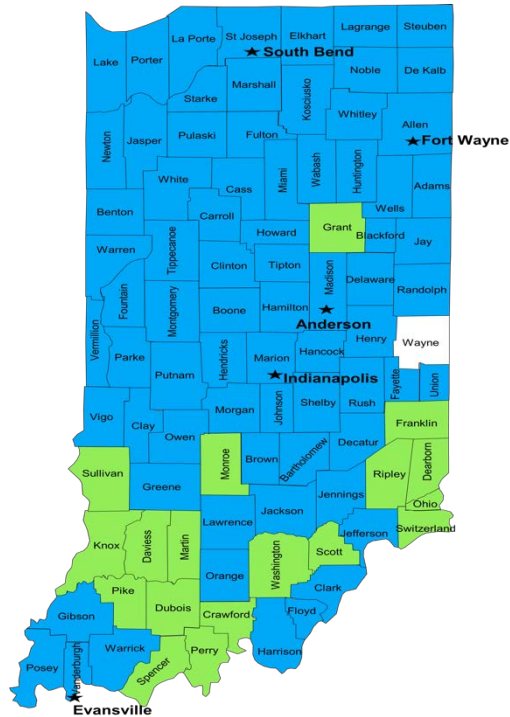 Lagrange
Steuben
La Porte
St Joseph
Elkhart
South Bend
Lake
Porter
Noble
De Kalb
Marshall
Starke
Kosciusko
Whitley
Allen
Fort Wayne
Newton
Jasper
Pulaski
Fulton
Miami
Wabash
Huntington
White
Cass
Adams
Wells
Benton
Carroll
Grant
Blackford
Jay
Howard
Warren
Tippecanoe
Clinton
Tipton
Madison
Delaware
Randolph
Fountain
Montgomery
Boone
Hamilton
Anderson
Vermillion
Henry
Wayne
Parke
Hendricks
Marion
Hancock
Putnam
Indianapolis
Fayette
Union
Vigo
Morgan
Johnson
Shelby
Rush
Clay
Franklin
Owen
Decatur
Sullivan
Monroe
Brown
Bartholomew
Ripley
Dearborn
Greene
Jennings
Ohio
Jackson
Lawrence
Switzerland
Jefferson
Knox
Daviess
Martin
Washington
Scott
Orange
Clark
Pike
Dubois
Crawford
Floyd
Gibson
Warrick
Perry
Harrison
Posey
Vanderburgh
Spencer
Evansville